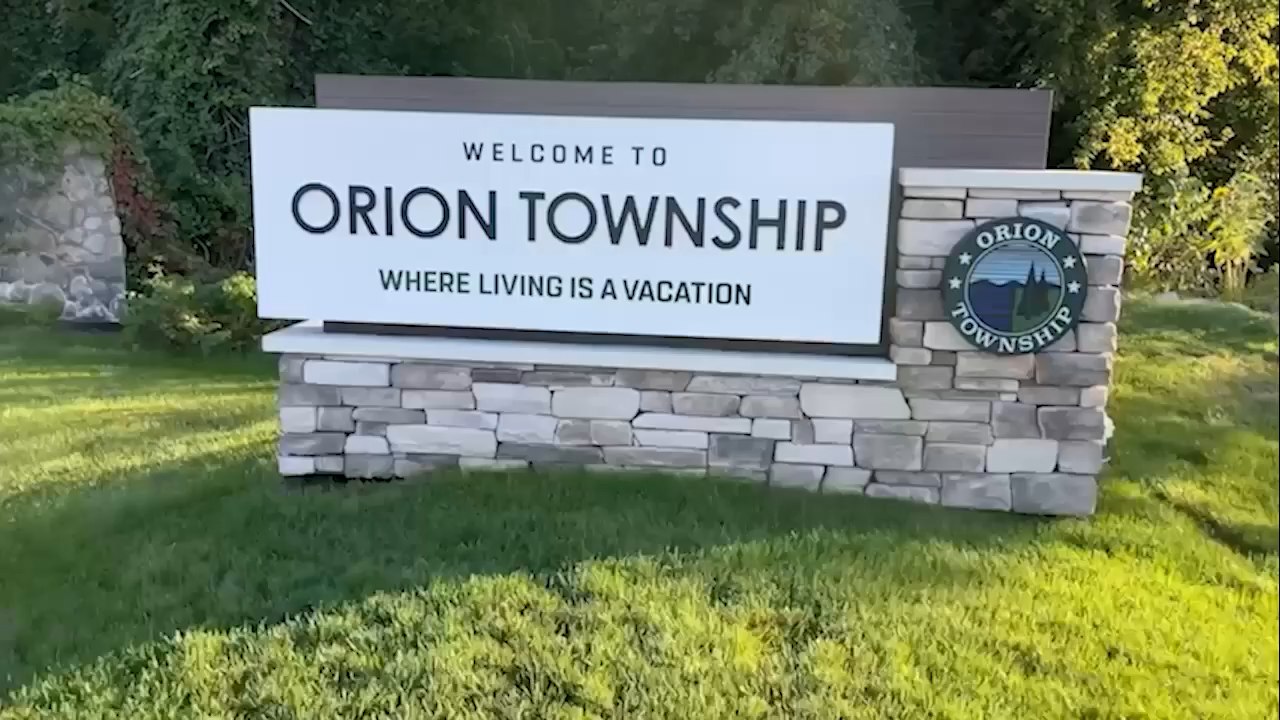 WELCOME TO
ORION TOWNSHIP
WHERE LIVING IS A VACATION
ORION
TOWNSHIP